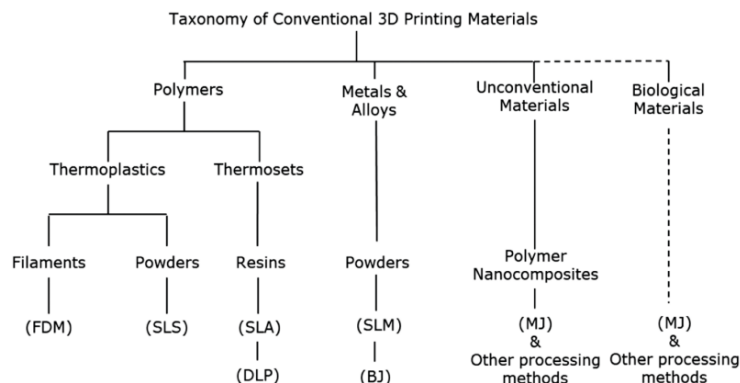 Taxonomy of Conventional 3D Printing Materials
Polymers
Metals &
Alloys
Unconventional
Materials
Biological
Materials
Thermoplastics
Thermosets
Filaments
Powders
Resins
Powders
Polymer
Nanocomposites
(FDM)
(SLS)
(SLA)
(SLM)
(MJ)
&
Other processing
methods
(MJ)
&
Other processing
methods
(DLP)
(BJ)